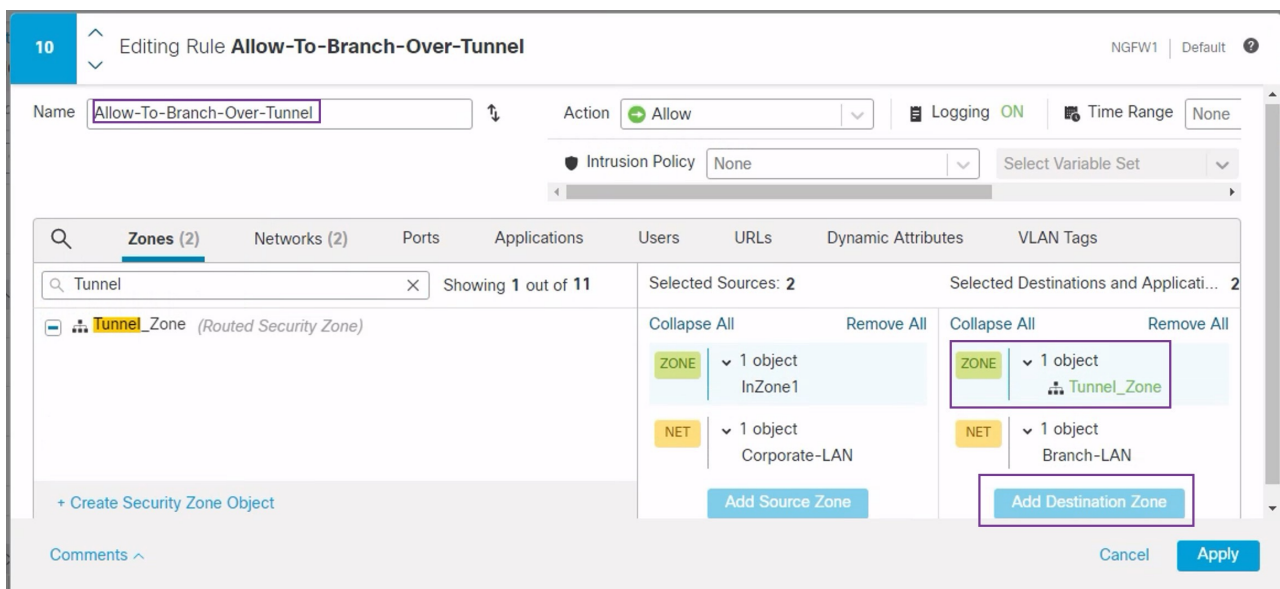 10
Editing Rule Allow-To-Branch-Over-Tunnel
NGFW1 | Default
Name Allow-To-Branch-Over-Tunnel
Action Allow
Logging ON
Time Range None
Intrusion Policy None
Select Variable Set
Zones (2) Networks (2) Ports Applications Users URLs Dynamic Attributes VLAN Tags
Tunnel
Showing 1 out of 11
Selected Sources: 2
Selected Destinations and Applicati... 2
Tunnel_Zone (Routed Security Zone)
Collapse All Remove All
ZONE 1 object
InZone1
NET 1 object
Corporate-LAN
Add Source Zone
Collapse All Remove All
ZONE 1 object
Tunnel_Zone
NET 1 object
Branch-LAN
Add Destination Zone
+ Create Security Zone Object
Comments
Cancel
Apply